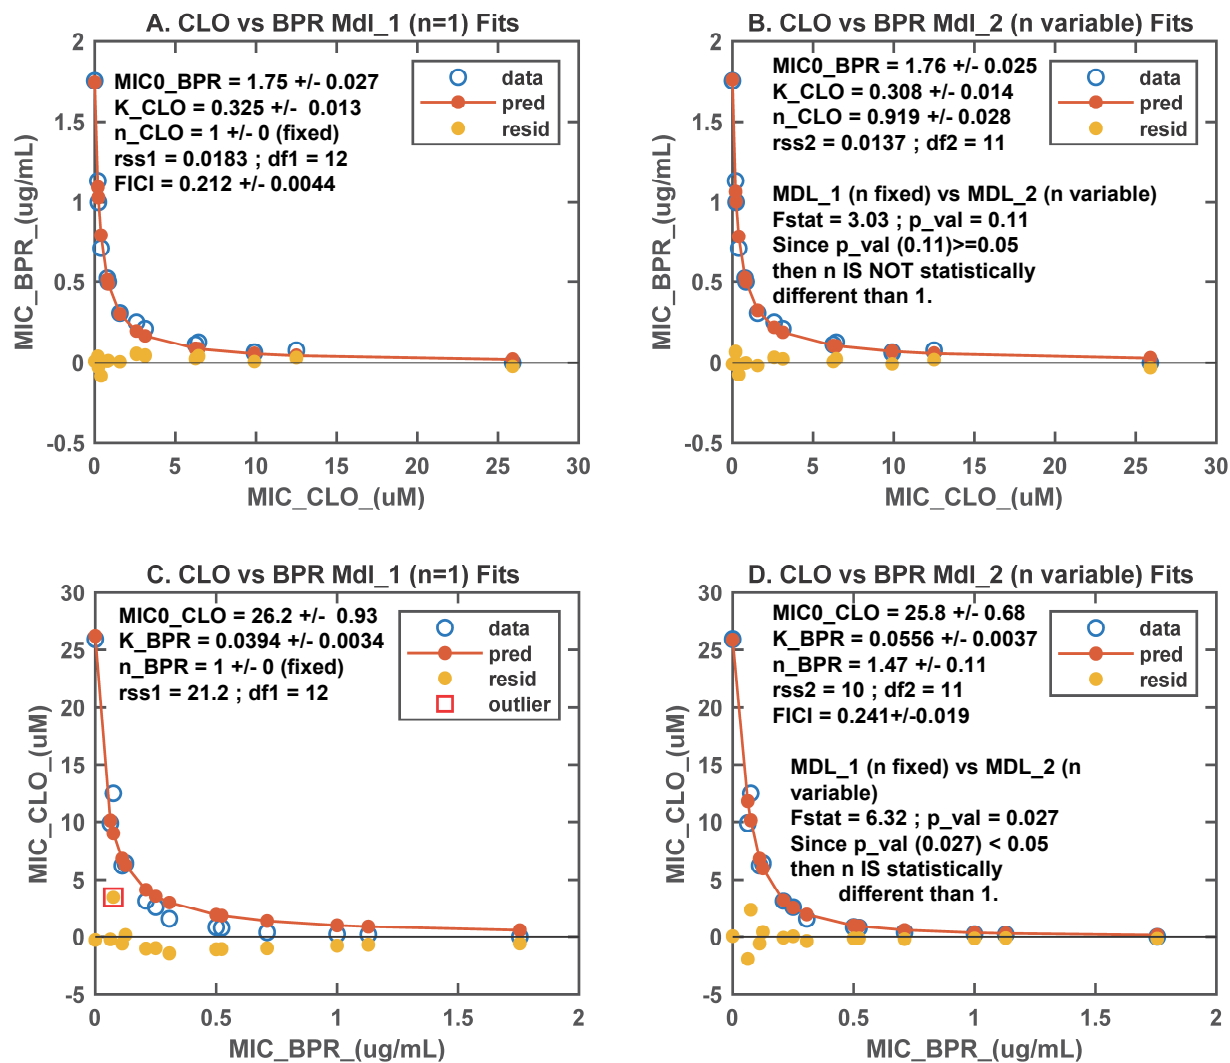 A. CLO vs BPR Mdl_1 (n=1) Fits
MIC0_BPR = 1.75 +/- 0.027
K_CLO = 0.325 +/-  0.013
n_CLO = 1 +/- 0 (fixed)
rss1 = 0.0183 ; df1 = 12
FICI = 0.212 +/- 0.0044
data
pred
resid
2
1.5
1
0.5
0
-0.5
MIC_BPR_(ug/mL)
0 5 10 15 20 25 30
MIC_CLO_(uM)
B. CLO vs BPR Mdl_2 (n variable) Fits
MIC0_BPR = 1.76 +/- 0.025
K_CLO = 0.308 +/- 0.014
n_CLO = 0.919 +/- 0.028
rss2 = 0.0137 ; df2 = 11
MDL_1 (n fixed) vs MDL_2 (n variable)
Fstat = 3.03 ; p_val = 0.11
Since p_val (0.11)>=0.05
then n IS NOT statistically
different than 1.
data
pred
resid
2
1.5
1
0.5
0
-0.5
MIC_BPR_(ug/mL)
0 5 10 15 20 25 30
MIC_CLO_(uM)
C. CLO vs BPR Mdl_1 (n=1) Fits
MIC0_CLO = 26.2 +/-  0.93
K_BPR = 0.0394 +/- 0.0034
n_BPR = 1 +/- 0 (fixed)
rss1 = 21.2 ; df1 = 12
data
pred
resid
outlier
30
25
20
15
10
5
0
-5
MIC_CLO_(uM)
0 0.5 1 1.5 2
MIC_BPR_(ug/mL)
D. CLO vs BPR Mdl_2 (n variable) Fits
MIC0_CLO = 25.8 +/- 0.68
K_BPR = 0.0556 +/- 0.0037
n_BPR = 1.47 +/- 0.11
rss2 = 10 ; df2 = 11
FICI = 0.241+/-0.019
MDL_1 (n fixed) vs MDL_2 (n
variable)
Fstat = 6.32 ; p_val = 0.027
Since p_val (0.027) < 0.05
then n IS statistically
different than 1.
data
pred
resid
30
25
20
15
10
5
0
-5
MIC_CLO_(uM)
0 0.5 1 1.5 2
MIC_BPR_(ug/mL)